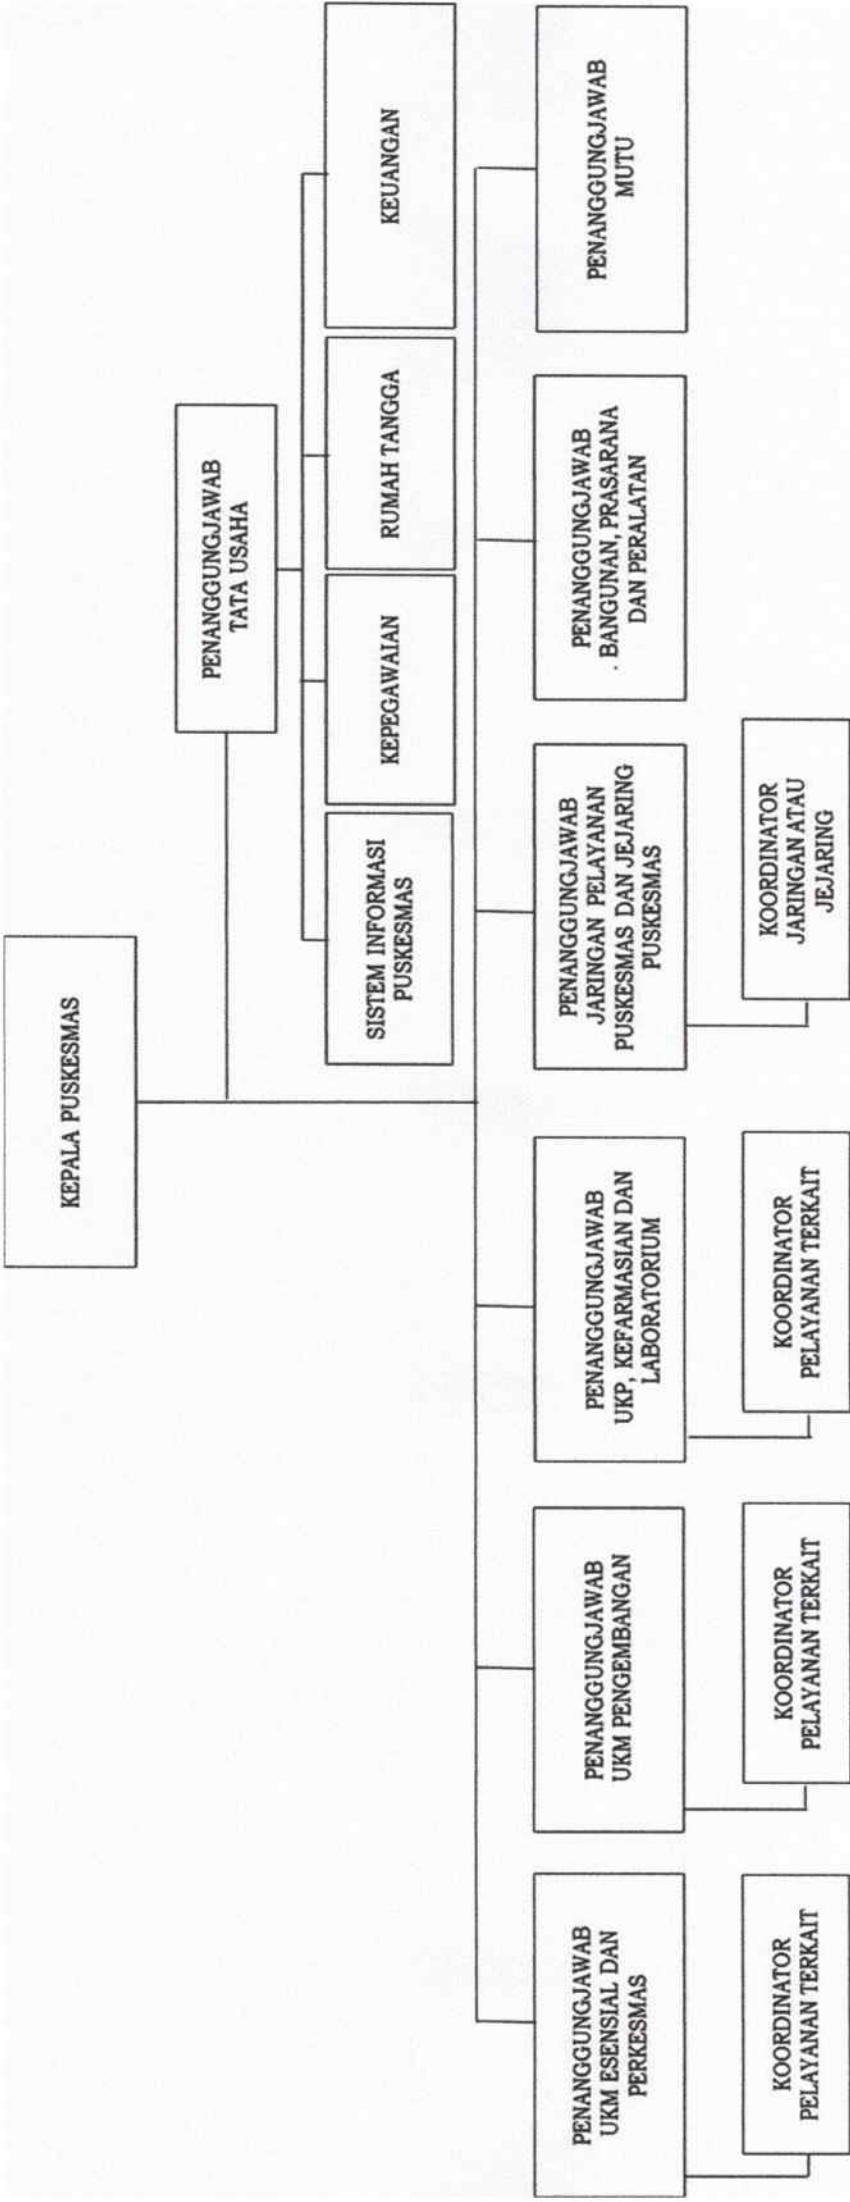 KEPALA PUSKESMAS
PENANGGUNGJAWAB
TATA USAHA
SISTEM INFORMASI
PUSKESMAS
KEPEGAWAIAN
RUMAH TANGGA
KEUANGAN
PENANGGUNGJAWAB
UKM ESENSIAL DAN
PERKESMAS
PENANGGUNGJAWAB
UKM PENGEMBANGAN
PENANGGUNGJAWAB
UKP, KEFARMASIAN DAN
LABORATORIUM
PENANGGUNGJAWAB
JARINGAN PELAYANAN
PUSKESMAS DAN JEJARING
PUSKESMAS
PENANGGUNGJAWAB
. BANGUNAN, PRASARANA
DAN PERALATAN
PENANGGUNGJAWAB
MUTU
KOORDINATOR
PELAYANAN TERKAIT
KOORDINATOR
PELAYANAN TERKAIT
KOORDINATOR
PELAYANAN TERKAIT
KOORDINATOR
JARINGAN ATAU
JEJARING